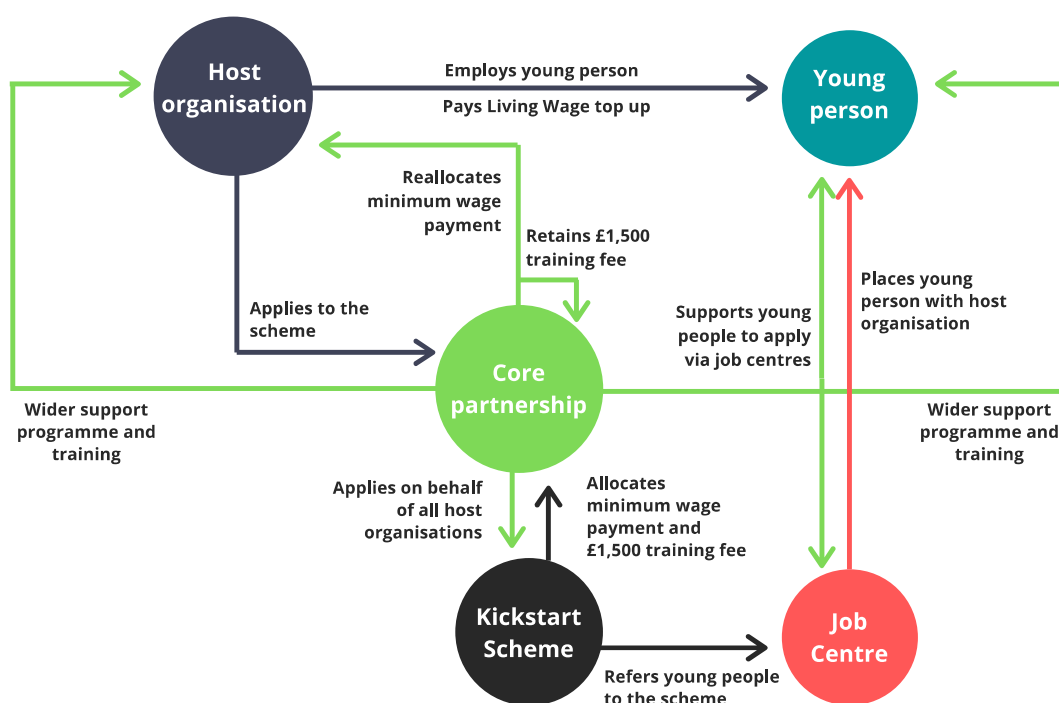 Host
organisation
Employs young person
Pays Living Wage top up
Young
person
Reallocates
minimum wage
payment
Retains £1,500
training fee
Applies to the
scheme
Supports young
people to apply
via job centres
Places young
person with host
organisation
Core
partnership
Wider support
programme and
training
Wider support
programme and
training
Applies on behalf
of all host
organisations
Allocates
minimum wage
payment and
£1,500 training fee
Kickstart
Scheme
Job
Centre
Refers young people
to the scheme